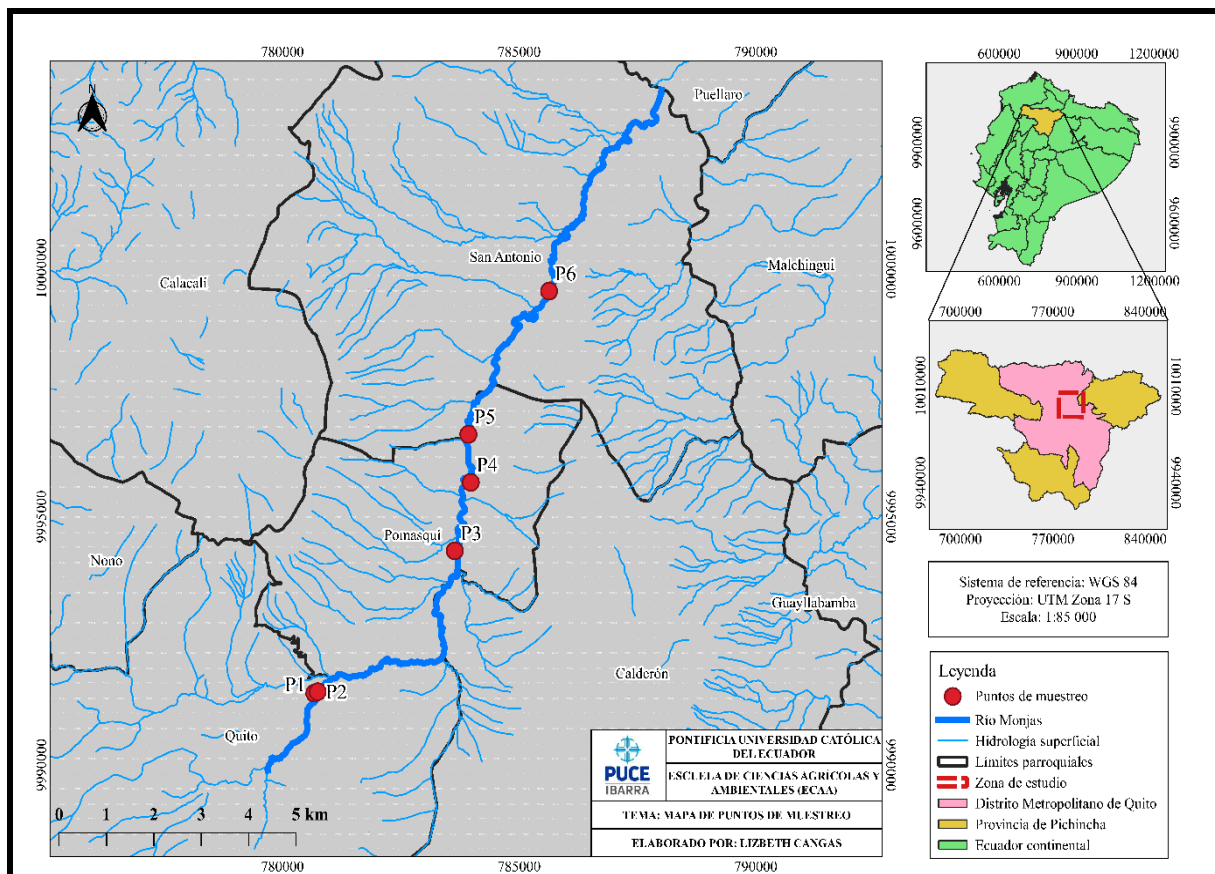 780000 785000 790000
N
10000000
9995000
9990000
10000000
9995000
9990000
Puellaro
San Antonio
P6
Malchingui
Calacalí
P5
P4
P3
Pomasquí
Nono
Guayllabamba
Calderón
P1 P2
Quito
0 1 2 3 4 5 km
780000 785000 790000
PUCE
IBARRA
PONTIFICIA UNIVERSIDAD CATÓLICA
DEL ECUADOR
ESCUELA DE CIENCIAS AGRÍCOLAS Y
AMBIENTALES (ECAA)
TEMA: MAPA DE PUNTOS DE MUESTREO
ELABORADO POR: LIZBETH CANGAS
600000 900000 1200000
9900000
9600000
9900000
9600000
600000 900000 1200000
700000 770000 840000
10010000
9940000
10010000
9940000
700000 770000 840000
Sistema de referencia: WGS 84
Proyección: UTM Zona 17 S
Escala: 1:85 000
Leyenda
Puntos de muestreo
Río Monjas
Hidrología superficial
Límites parroquiales
Zona de estudio
Distrito Metropolitano de Quito
Provincia de Pichincha
Ecuador continental